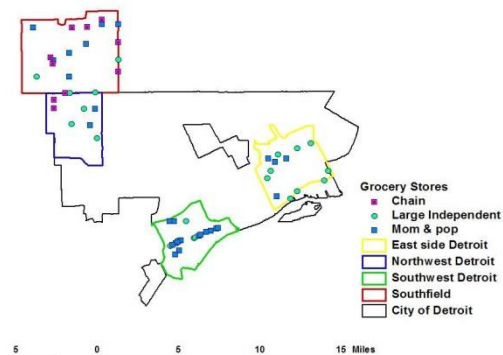 Grocery Stores
Chain
Large Independent
Mom & pop
East side Detroit
Northwest Detroit
Southwest Detroit
Southfield
City of Detroit
5 0 5 10 15 Miles